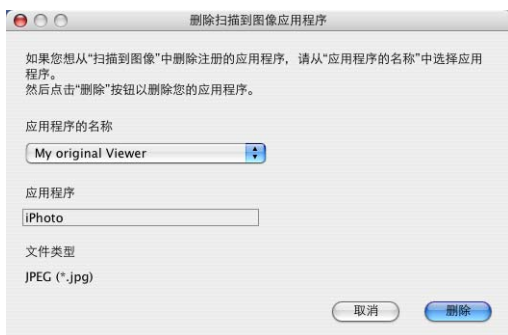 删除扫描到图像应用程序
如果您想从“扫描到图像”中删除注册的应用程序，请从“应用程序的名称”中选择应用
程序。
然后点击“删除”按钮以删除您的应用程序。
应用程序的名称
My original Viewer
应用程序
iPhoto
文件类型
JPEG (*.jpg)
取消
删除